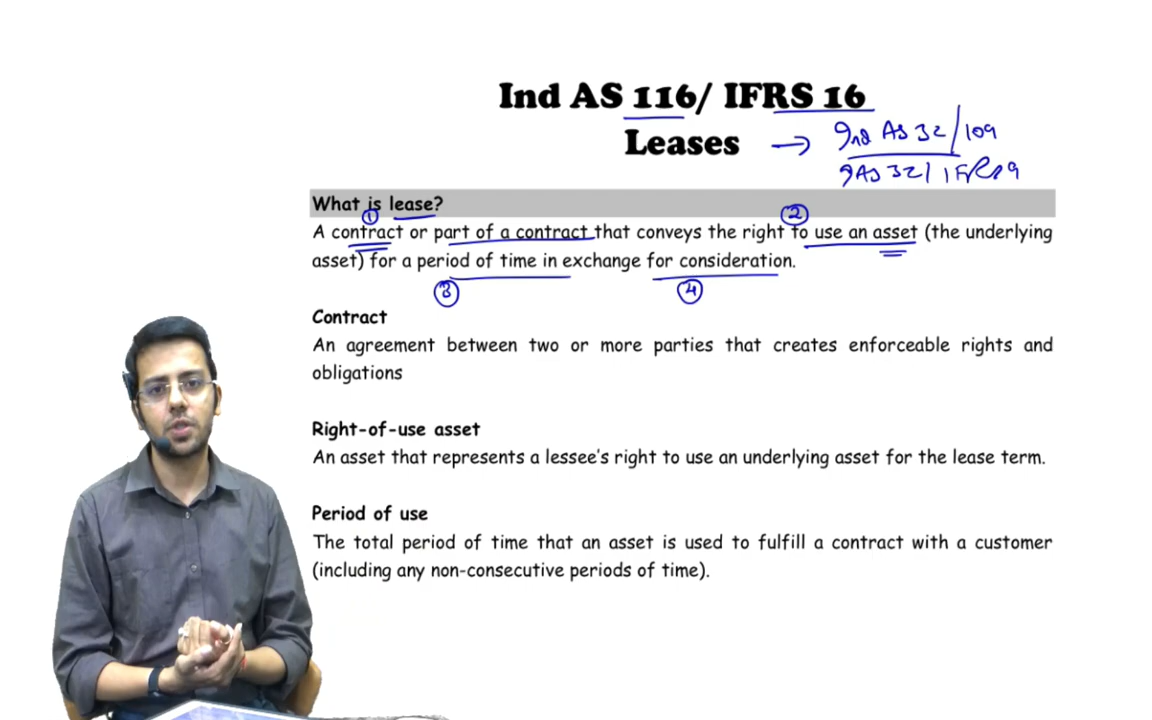 Ind AS 116/ IFRS 16
Leases → Ind AS 32/109
IAS 32/ IFRS 9
What is lease?
① ②
A contract or part of a contract that conveys the right to use an asset (the underlying
asset) for a period of time in exchange for consideration.
③ ④
Contract
An agreement between two or more parties that creates enforceable rights and
obligations
Right-of-use asset
An asset that represents a lessee's right to use an underlying asset for the lease term.
Period of use
The total period of time that an asset is used to fulfill a contract with a customer
(including any non-consecutive periods of time).